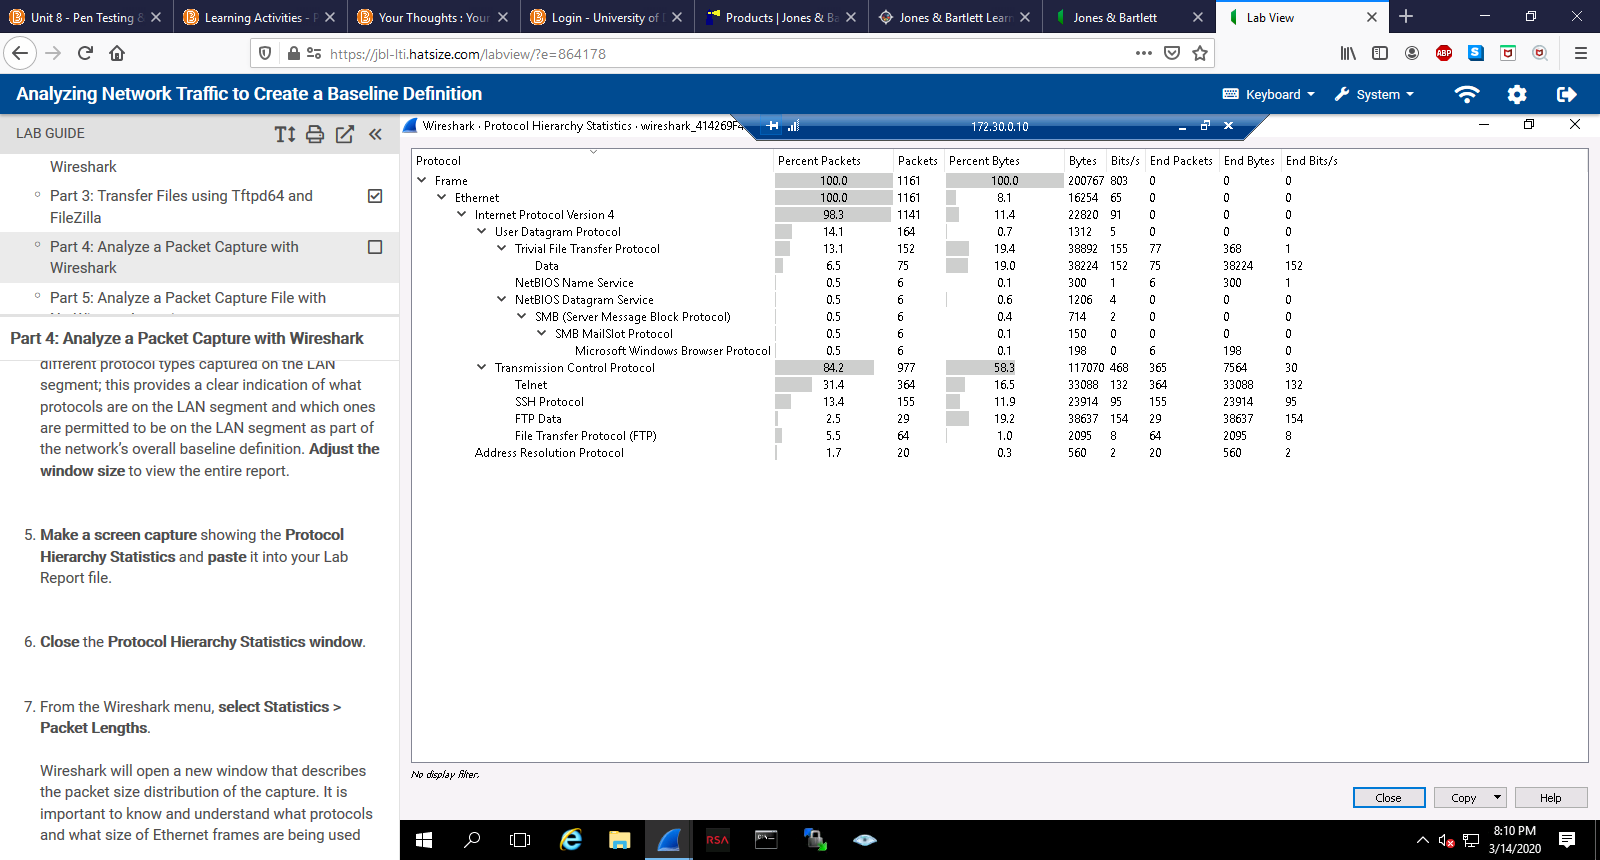 Unit 8 - Pen Testing &
Learning Activities - P
Your Thoughts : Your
Login - University of
Products | Jones & Ba
Jones & Bartlett Lear
Jones & Bartlett
Lab View
https://jbl-lti.hatsize.com/labview/?e=864178
ABP
S
Analyzing Network Traffic to Create a Baseline Definition
Keyboard
System
LAB GUIDE
Wireshark
Part 3: Transfer Files using Tftpd64 and
FileZilla
Part 4: Analyze a Packet Capture with
Wireshark
Part 5: Analyze a Packet Capture File with
Part 4: Analyze a Packet Capture with Wireshark
different protocol types captured on the LAN
segment; this provides a clear indication of what
protocols are on the LAN segment and which ones
are permitted to be on the LAN segment as part of
the network's overall baseline definition. Adjust the
window size to view the entire report.
5. Make a screen capture showing the Protocol
Hierarchy Statistics and paste it into your Lab
Report file.
6. Close the Protocol Hierarchy Statistics window.
7. From the Wireshark menu, select Statistics >
Packet Lengths.
Wireshark will open a new window that describes
the packet size distribution of the capture. It is
important to know and understand what protocols
and what size of Ethernet frames are being used
Wireshark · Protocol Hierarchy Statistics · wireshark_414269F4
172.30.0.10
Protocol Percent Packets Packets Percent Bytes Bytes Bits/s End Packets End Bytes End Bits/s
Frame 100.0 1161 100.0 200767 803 0 0 0
Ethernet 100.0 1161 8.1 16254 65 0 0 0
Internet Protocol Version 4 98.3 1141 11.4 22820 91 0 0 0
User Datagram Protocol 14.1 164 0.7 1312 5 0 0 0
Trivial File Transfer Protocol 13.1 152 19.4 38892 155 77 368 1
Data 6.5 75 19.0 38224 152 75 38224 152
NetBIOS Name Service 0.5 6 0.1 300 1 6 300 1
NetBIOS Datagram Service 0.5 6 0.6 1206 4 0 0 0
SMB (Server Message Block Protocol) 0.5 6 0.4 714 2 0 0 0
SMB MailSlot Protocol 0.5 6 0.1 150 0 0 0 0
Microsoft Windows Browser Protocol 0.5 6 0.1 198 0 6 198 0
Transmission Control Protocol 84.2 977 58.3 117070 468 365 7564 30
Telnet 31.4 364 16.5 33088 132 364 33088 132
SSH Protocol 13.4 155 11.9 23914 95 155 23914 95
FTP Data 2.5 29 19.2 38637 154 29 38637 154
File Transfer Protocol (FTP) 5.5 64 1.0 2095 8 64 2095 8
Address Resolution Protocol 1.7 20 0.3 560 2 20 560 2
No display filter.
Close
Copy
Help
RSA
8:10 PM
3/14/2020